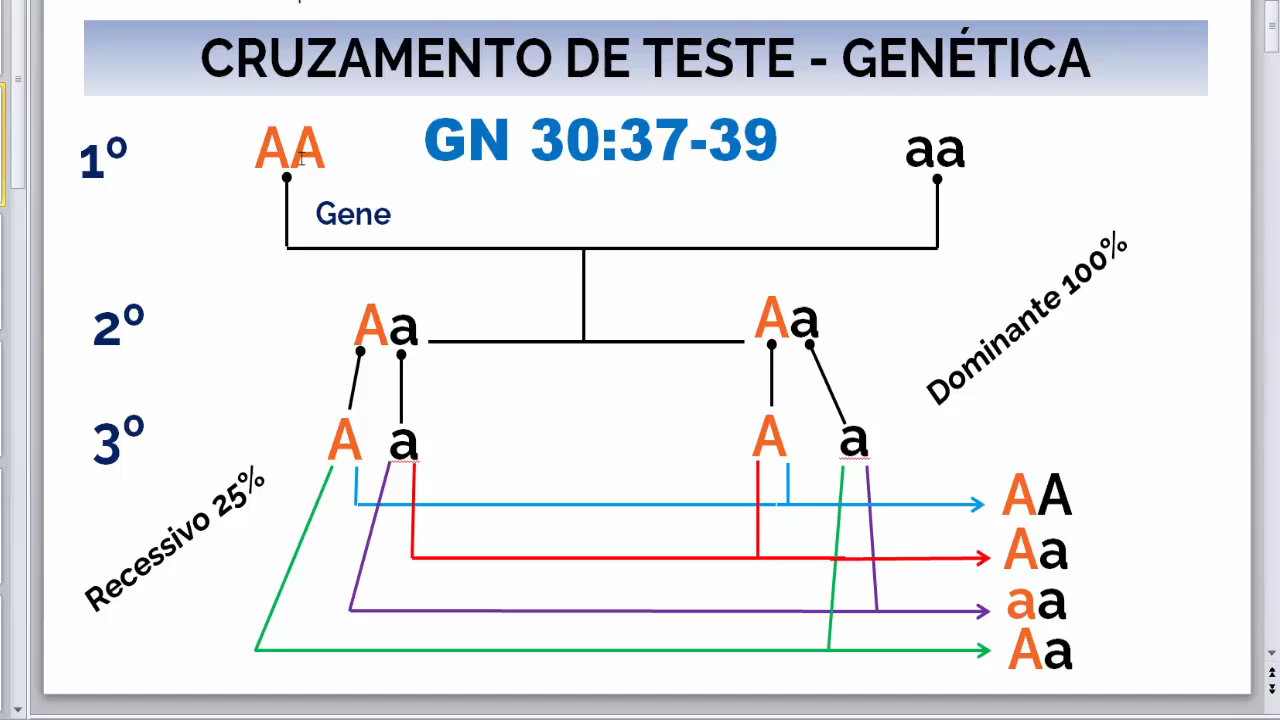 CRUZAMENTO DE TESTE - GENÉTICA
1º AA GN 30:37-39 aa
Gene
Dominante 100%
2º Aa Aa
3º A a A a
Recessivo 25%
AA
Aa
aa
Aa